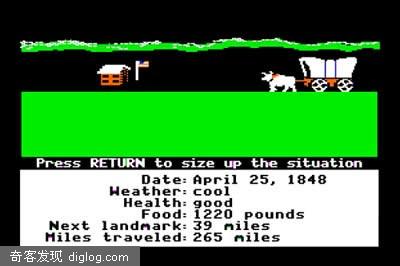 Press RETURN to size up the situation
Date: April 25, 1848
Weather: cool
Health: good
Food: 1220 pounds
Next landmark: 39 miles
Miles traveled: 265 miles
奇客发现 diglog.com